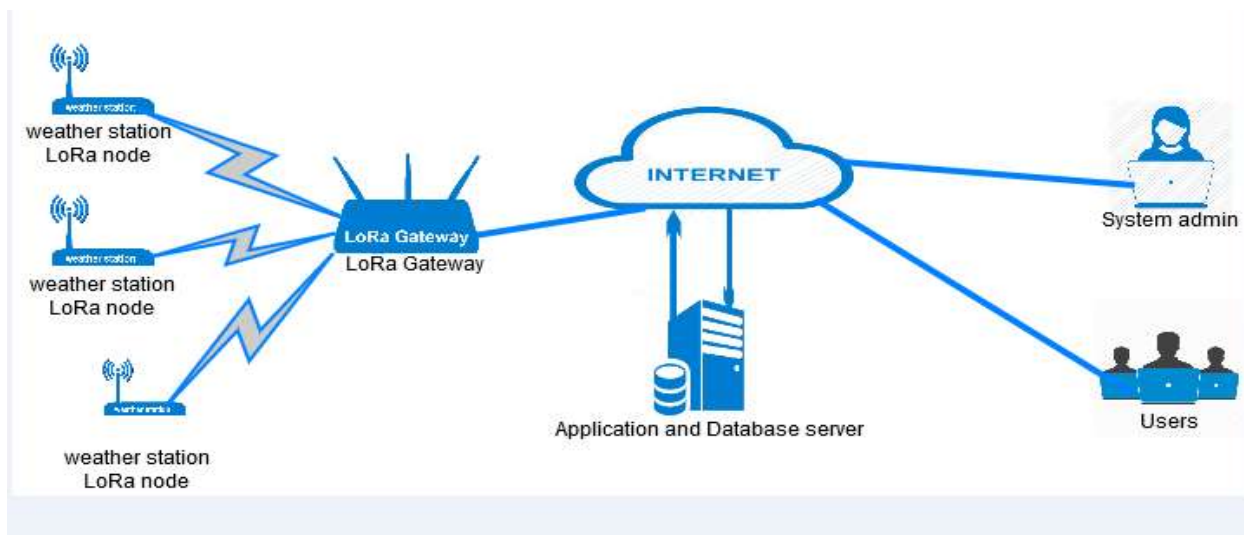 weather station
weather station
LoRa node
weather station
weather station
LoRa node
weather station
LoRa node
LoRa Gateway
LoRa Gateway
INTERNET
Application and Database server
System admin
Users